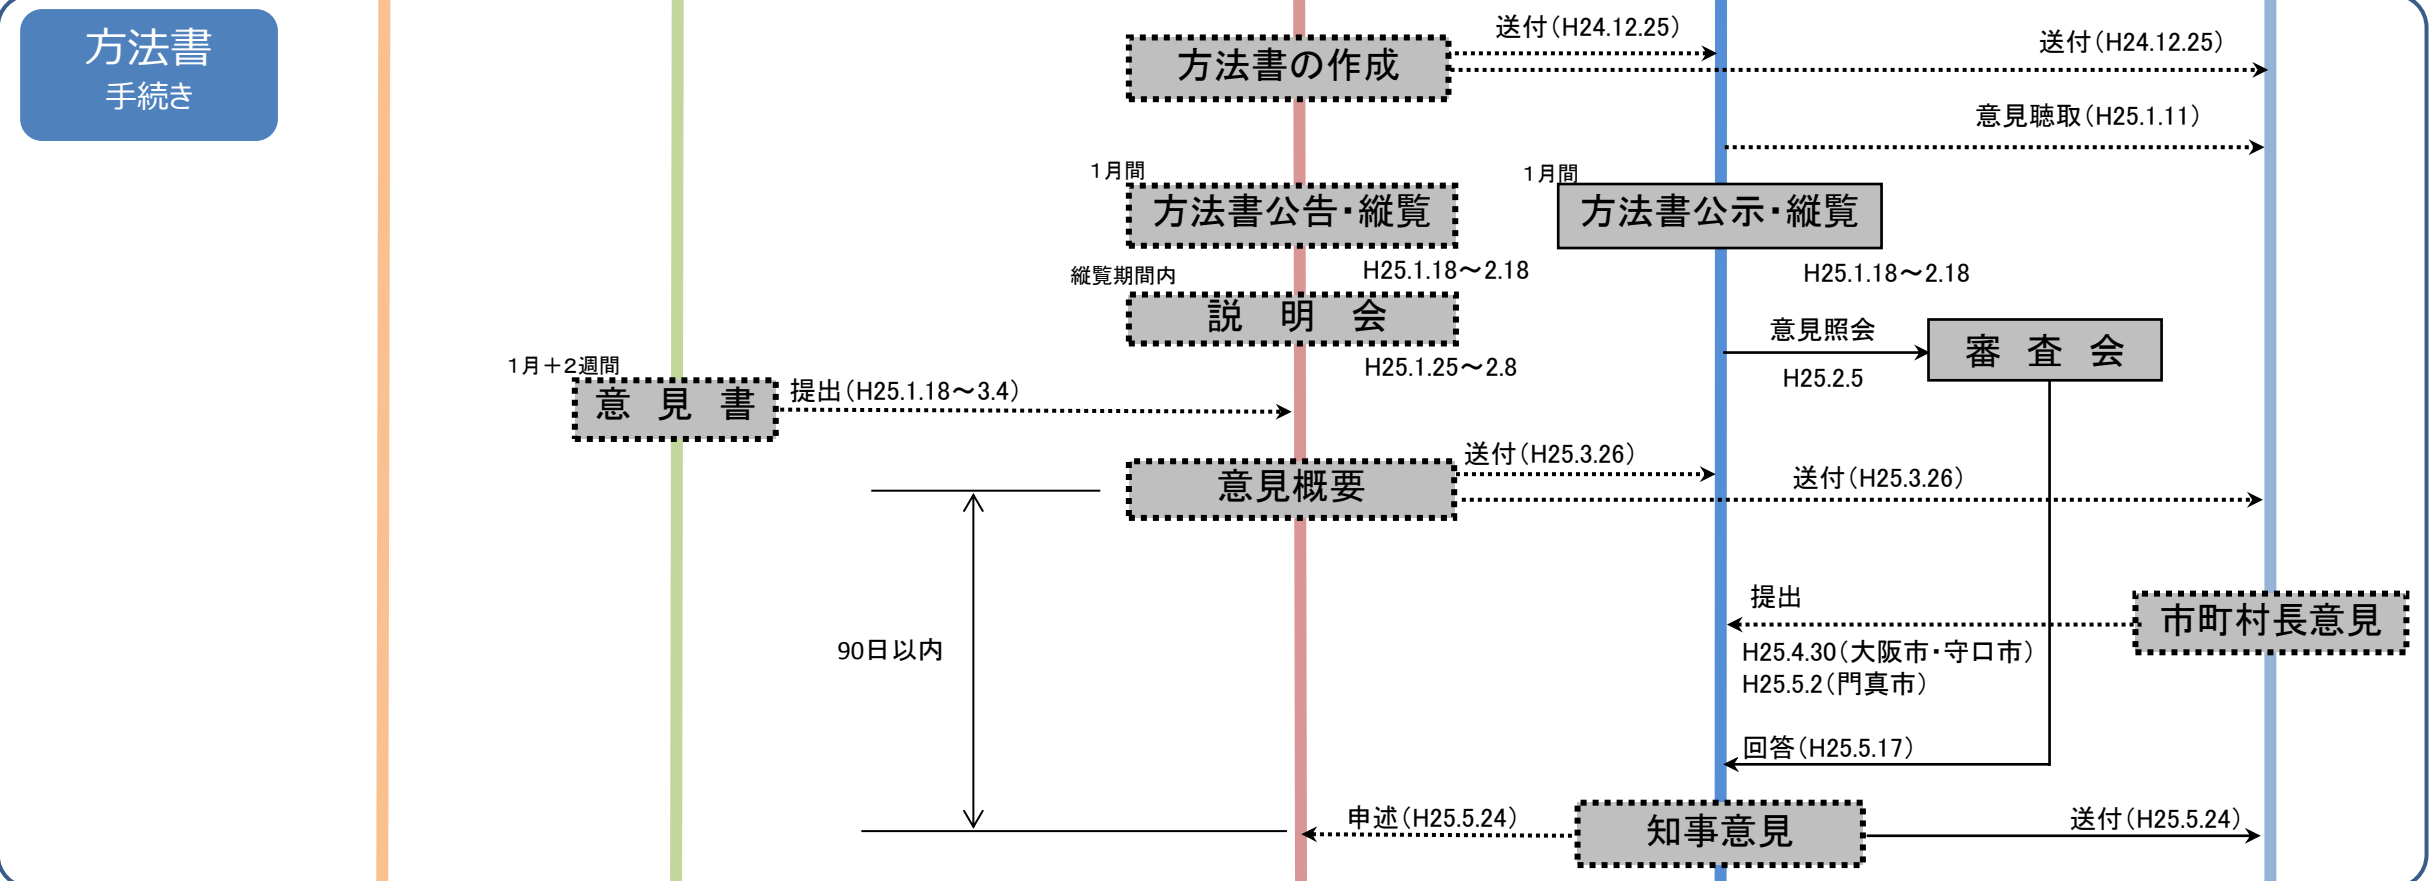 方法書
手続き
送付(H24.12.25)
送付(H24.12.25)
方法書の作成
意見聴取(H25.1.11)
1月間
1月間
方法書公告・縦覧
方法書公示・縦覧
縦覧期間内
H25.1.18～2.18
H25.1.18～2.18
説 明 会
意見照会
審 査 会
H25.1.25～2.8
H25.2.5
1月＋2週間
意 見 書
提出(H25.1.18～3.4)
送付(H25.3.26)
送付(H25.3.26)
意見概要
提出
市町村長意見
90日以内
H25.4.30(大阪市・守口市)
H25.5.2(門真市)
回答(H25.5.17)
申述(H25.5.24)
知事意見
送付(H25.5.24)